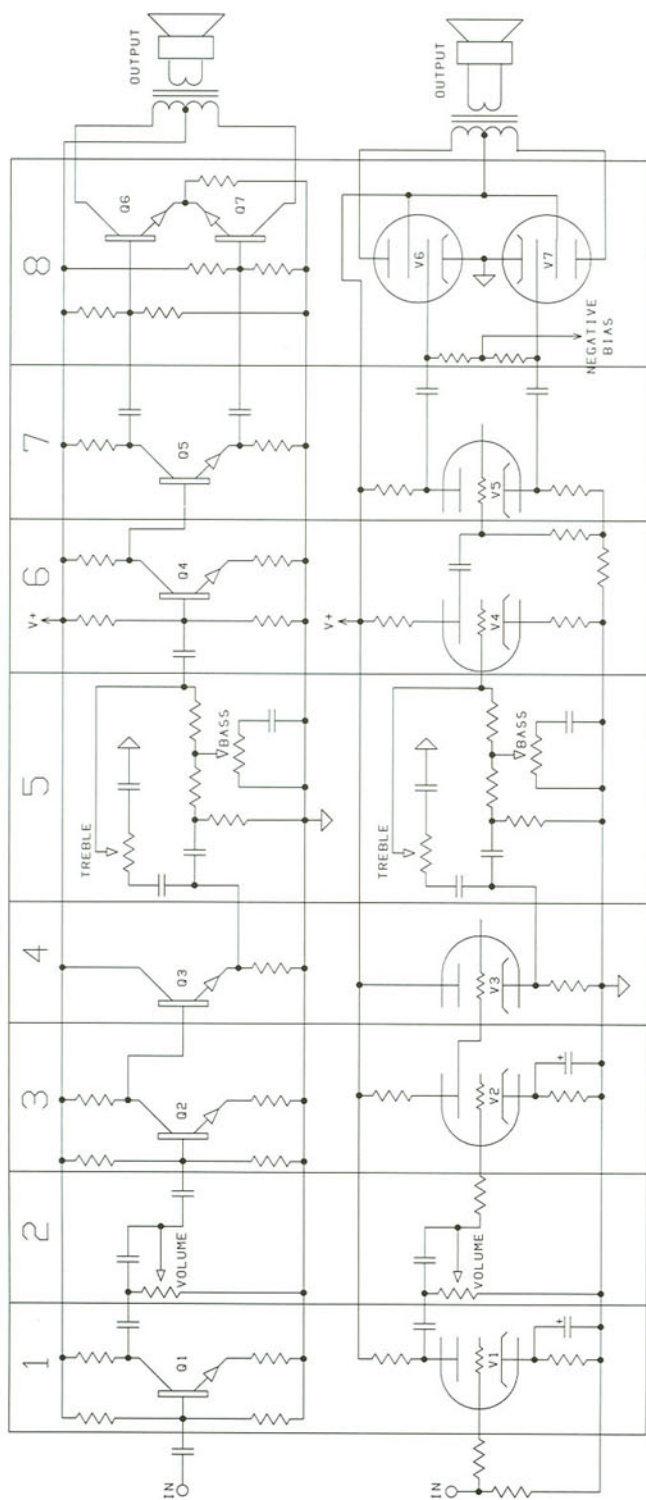 1
2
3
4
5
6
7
8
IN
Q1
VOLUME
Q2
Q3
TREBLE
BASS
V+
Q4
Q5
Q6
Q7
OUTPUT
IN
V1
VOLUME
V2
V3
TREBLE
BASS
V+
V4
V5
NEGATIVE
BIAS
V6
V7
OUTPUT
+
+